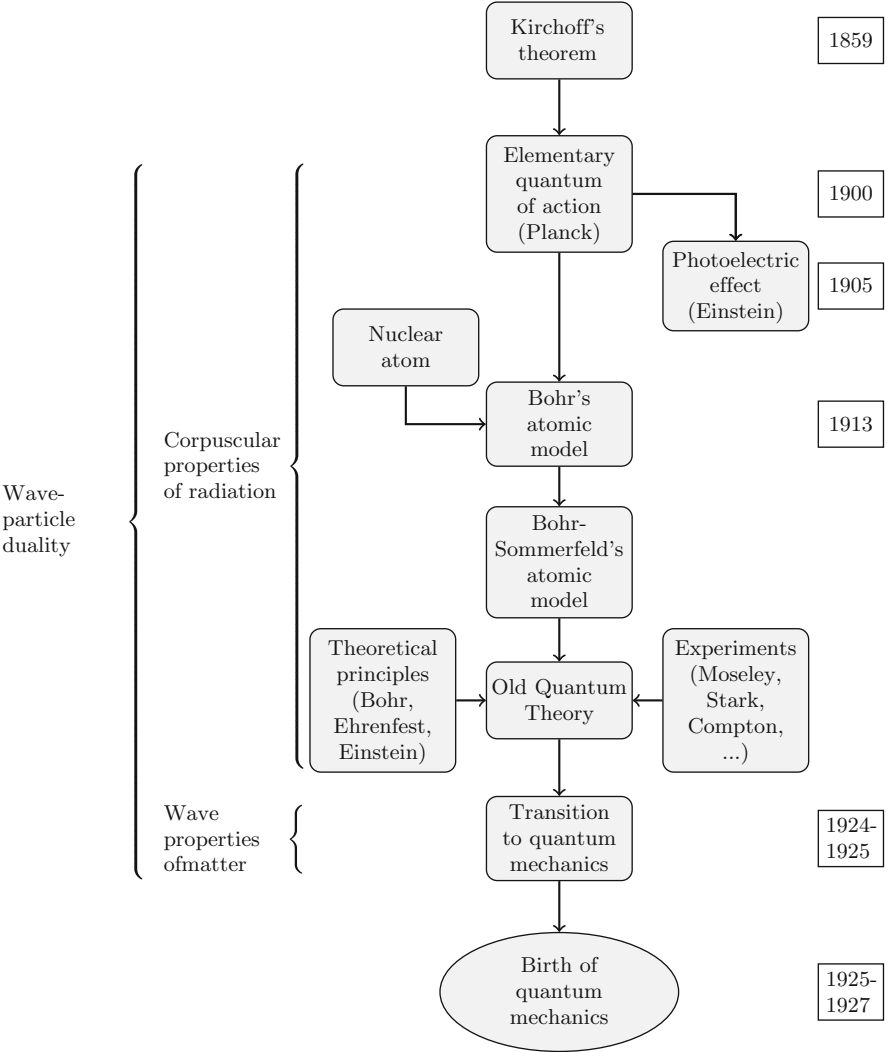 Kirchoff's
theorem
1859
Elementary
quantum
of action
(Planck)
1900
Photoelectric
effect
(Einstein)
1905
Nuclear
atom
Bohr's
atomic
model
1913
Corpuscular
properties
of radiation
Wave-
particle
duality
Bohr-
Sommerfeld's
atomic
model
Theoretical
principles
(Bohr,
Ehrenfest,
Einstein)
Old Quantum
Theory
Experiments
(Moseley,
Stark,
Compton,
...)
Wave
properties
ofmatter
Transition
to quantum
mechanics
1924-
1925
Birth of
quantum
mechanics
1925-
1927